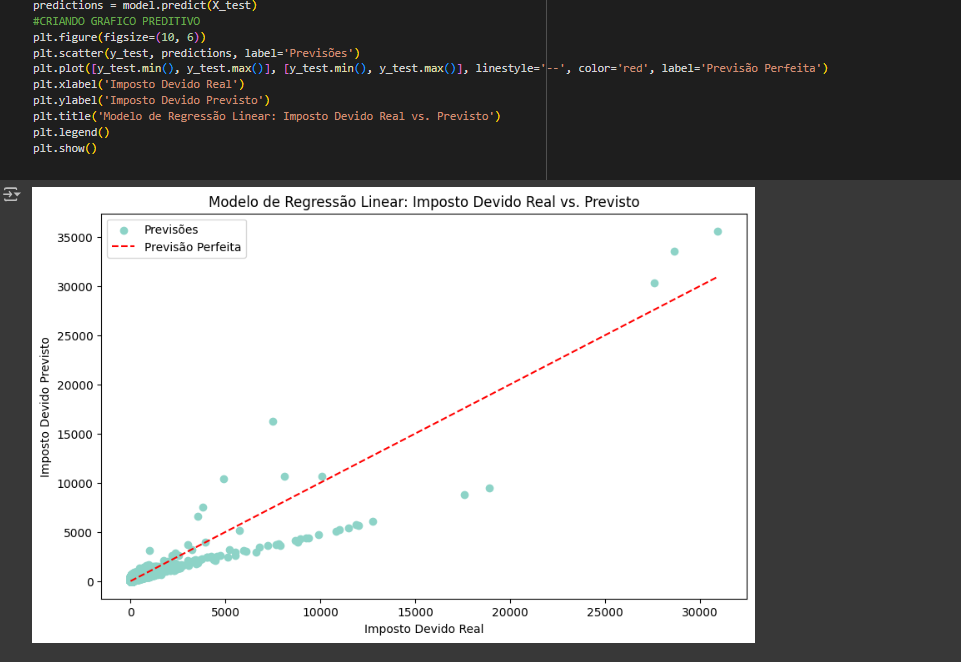 predictions = model.predict(X_test)
#CRIANDO GRAFICO PREDITIVO
plt.figure(figsize=(10, 6))
plt.scatter(y_test, predictions, label='Previsões')
plt.plot([y_test.min(), y_test.max()], [y_test.min(), y_test.max()], linestyle='--', color='red', label='Previsão Perfeita')
plt.xlabel('Imposto Devido Real')
plt.ylabel('Imposto Devido Previsto')
plt.title('Modelo de Regressão Linear: Imposto Devido Real vs. Previsto')
plt.legend()
plt.show()
Modelo de Regressão Linear: Imposto Devido Real vs. Previsto
Previsões
Previsão Perfeita
Imposto Devido Previsto
35000
30000
25000
20000
15000
10000
5000
0
0 5000 10000 15000 20000 25000 30000
Imposto Devido Real